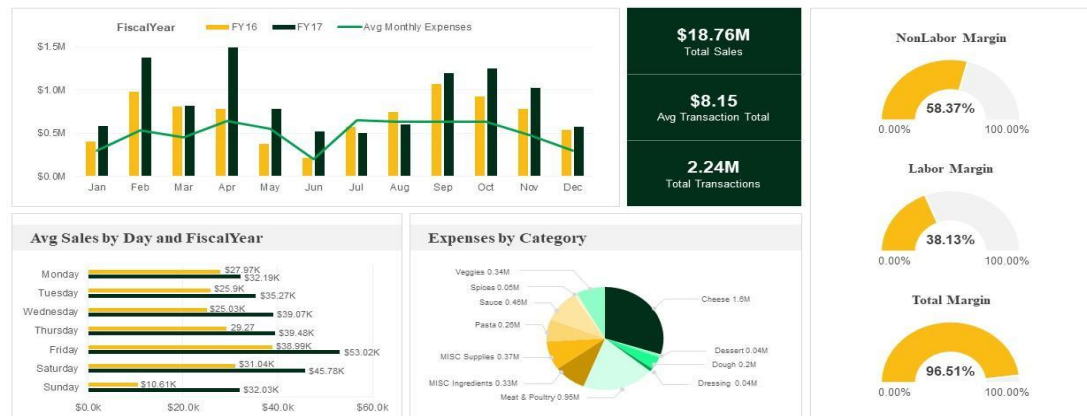 FiscalYear FY16 FY17 Avg Monthly Expenses
$1.5M
$1.0M
$0.5M
$0.0M
Jan Feb Mar Apr May Jun Jul Aug Sep Oct Nov Dec
$18.76M
Total Sales
$8.15
Avg Transaction Total
2.24M
Total Transactions
NonLabor Margin
58.37%
0.00% 100.00%
Labor Margin
38.13%
0.00% 100.00%
Total Margin
96.51%
0.00% 100.00%
Avg Sales by Day and FiscalYear
Monday $27.97K
$32.19K
Tuesday $25.9K
$35.27K
Wednesday $25.03K
$39.07K
Thursday 29.27
$39.48K
Friday $38.99K
$53.02K
Saturday $31.04K
$45.78K
Sunday $10.61K
$32.03K
$0.0K $20.0K $40.0K $60.0K
Expenses by Category
Veggies 0.34M
Spices 0.05M
Sauce 0.46M
Pasta 0.26M
MISC Supplies 0.37M
MISC Ingredients 0.33M
Meat & Poultry 0.95M
Cheese 1.6M
Dessert 0.04M
Dough 0.2M
Dressing 0.04M